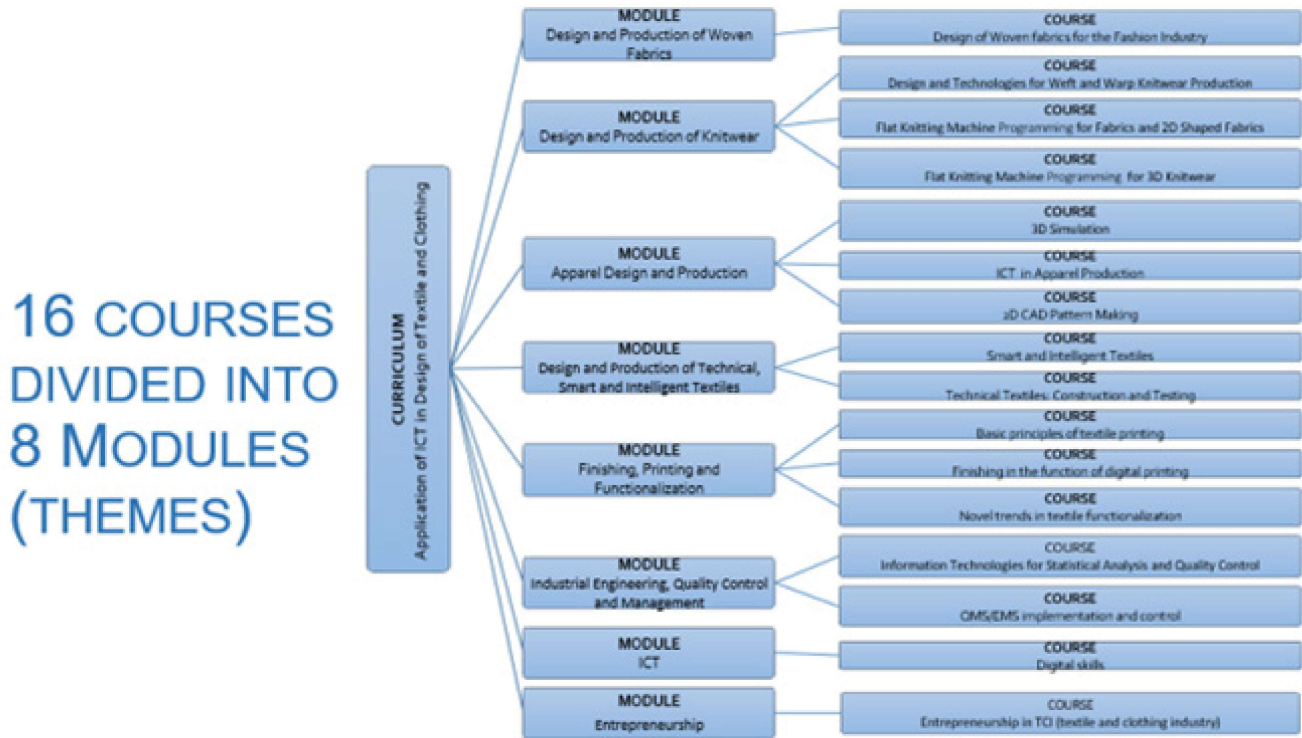 16 COURSES
DIVIDED INTO
8 MODULES
(THEMES)
CURRICULUM
Application of ICT in Design of Textile and Clothing
MODULE
Design and Production of Woven
Fabrics
COURSE
Design of Woven fabrics for the Fashion Industry
MODULE
Design and Production of Knitwear
COURSE
Design and Technologies for Weft and Warp Knitwear Production
COURSE
Flat Knitting Machine Programming for Fabrics and 2D Shaped Fabrics
COURSE
Flat Knitting Machine Programming for 3D Knitwear
MODULE
Apparel Design and Production
COURSE
3D Simulation
COURSE
ICT in Apparel Production
COURSE
2D CAD Pattern Making
MODULE
Design and Production of Technical,
Smart and Intelligent Textiles
COURSE
Smart and Intelligent Textiles
COURSE
Technical Textiles: Construction and Testing
MODULE
Finishing, Printing and
Functionalization
COURSE
Basic principles of textile printing
COURSE
Finishing in the function of digital printing
COURSE
Novel trends in textile functionalization
MODULE
Industrial Engineering, Quality Control
and Management
COURSE
Information Technologies for Statistical Analysis and Quality Control
COURSE
QMS/EMS implementation and control
MODULE
ICT
COURSE
Digital skills
MODULE
Entrepreneurship
COURSE
Entrepreneurship in TCI (textile and clothing industry)